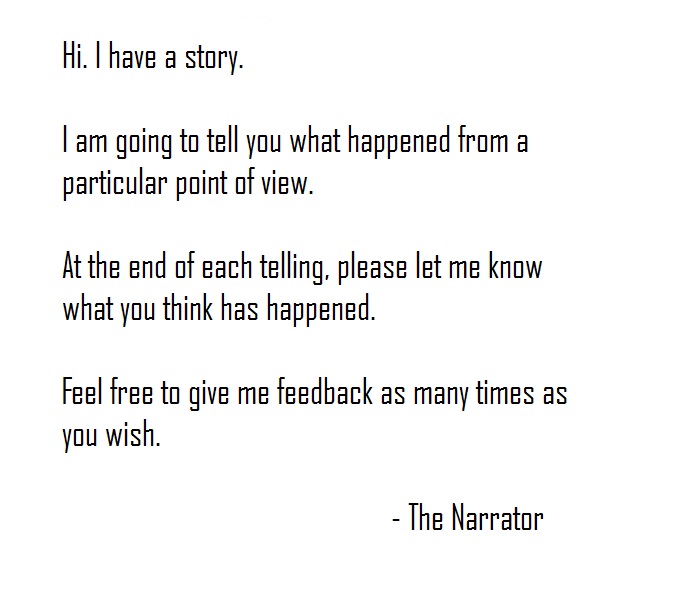 Hi. I have a story.
I am going to tell you what happened from a
particular point of view.
At the end of each telling, please let me know
what you think has happened.
Feel free to give me feedback as many times as
you wish.
- The Narrator